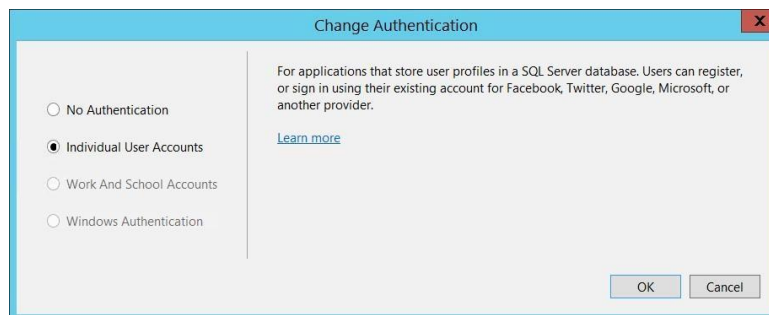 Change Authentication
X
For applications that store user profiles in a SQL Server database. Users can register,
or sign in using their existing account for Facebook, Twitter, Google, Microsoft, or
another provider.
Learn more
No Authentication
Individual User Accounts
Work And School Accounts
Windows Authentication
OK
Cancel